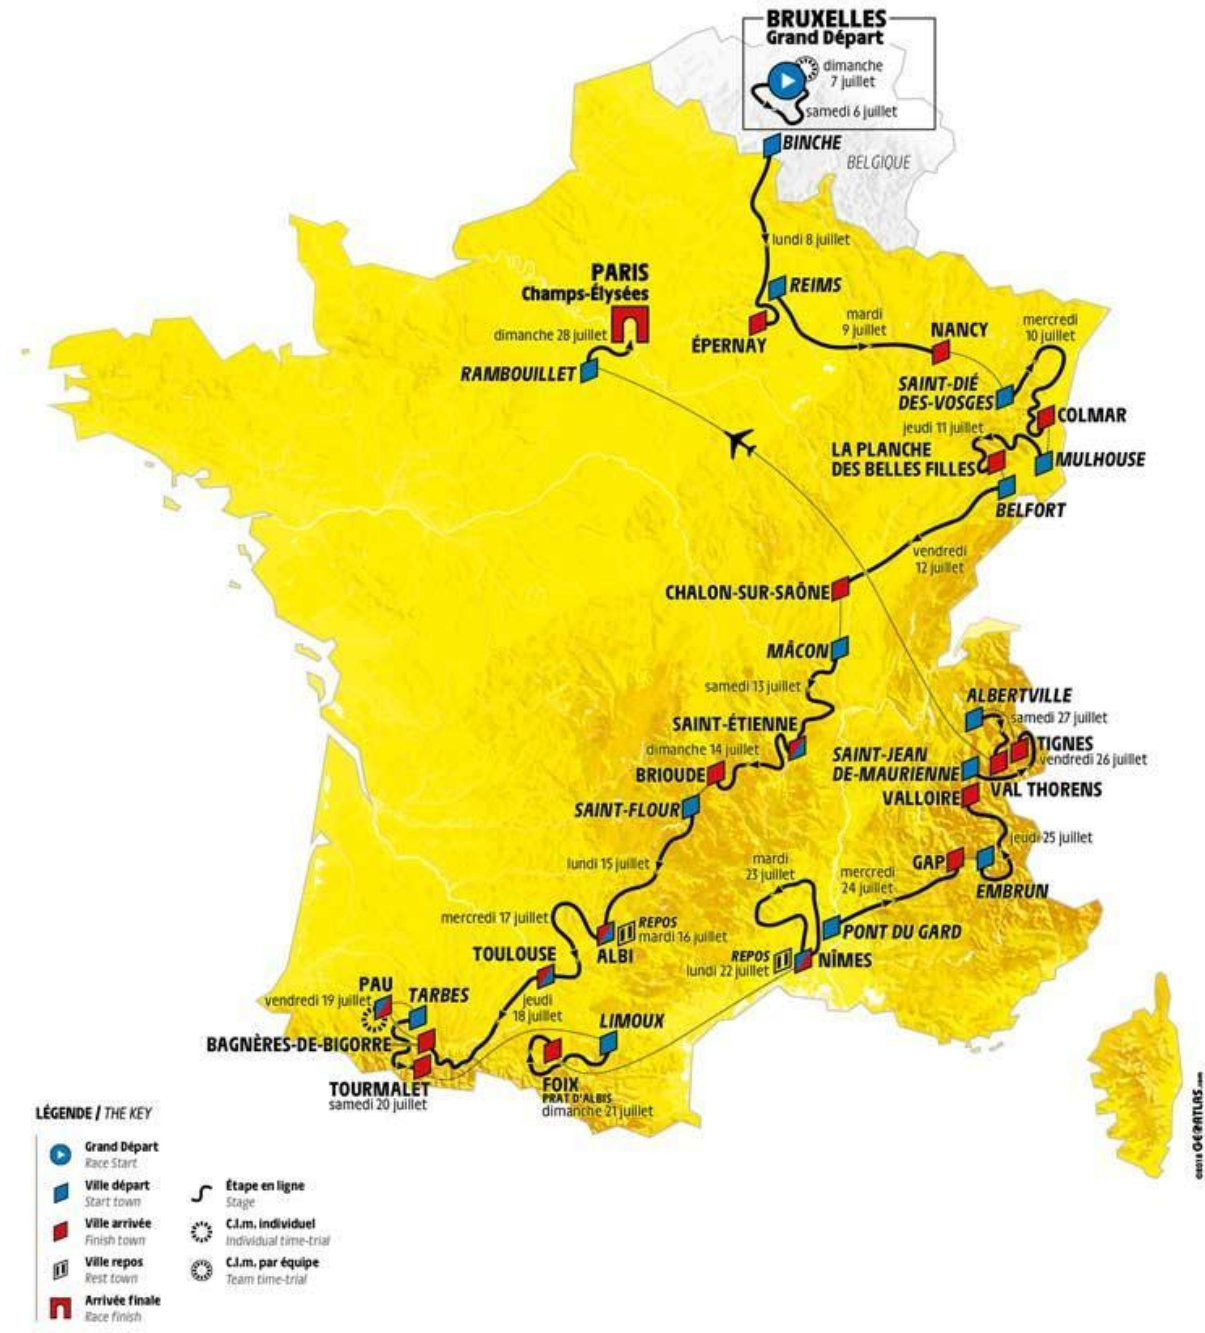 BRUXELLES
Grand Départ
dimanche
7 juillet
samedi 6 juillet
BINCHE
BELGIQUE
lundi 8 juillet
PARIS
Champs-Élysées
REIMS
dimanche 28 juillet
ÉPERNAY
mardi
9 juillet
NANCY
mercredi
10 juillet
RAMBOUILLET
SAINT-DIÉ
DES-VOSGES
COLMAR
jeudi 11 juillet
LA PLANCHE
DES BELLES FILLES
MULHOUSE
BELFORT
vendredi
12 juillet
CHALON-SUR-SAÔNE
MÂCON
samedi 13 juillet
ALBERTVILLE
samedi 27 juillet
SAINT-ÉTIENNE
dimanche 14 juillet
BRIOUDE
SAINT-JEAN
DE-MAURIENNE
TIGNES
vendredi 26 juillet
VAL THORENS
VALLOIRE
SAINT-FLOUR
jeudi 25 juillet
lundi 15 juillet
mardi
23 juillet
mercredi
24 juillet
GAP
EMBRUN
mercredi 17 juillet
REPOS
mardi 16 juillet
ALBI
PONT DU GARD
TOULOUSE
REPOS
lundi 22 juillet
NÎMES
PAU
vendredi 19 juillet
TARBES
jeudi
18 juillet
LIMOUX
BAGNÈRES-DE-BIGORRE
TOURMALET
samedi 20 juillet
FOIX
PRAT D'ALBIS
dimanche 21 juillet
©2018 GEOATLAS.com
LÉGENDE / THE KEY
Grand Départ
Race Start
Ville départ
Start town
Ville arrivée
Finish town
Ville repos
Rest town
Arrivée finale
Race finish
Étape en ligne
Stage
C.l.m. individuel
Individual time-trial
C.l.m. par équipe
Team time-trial